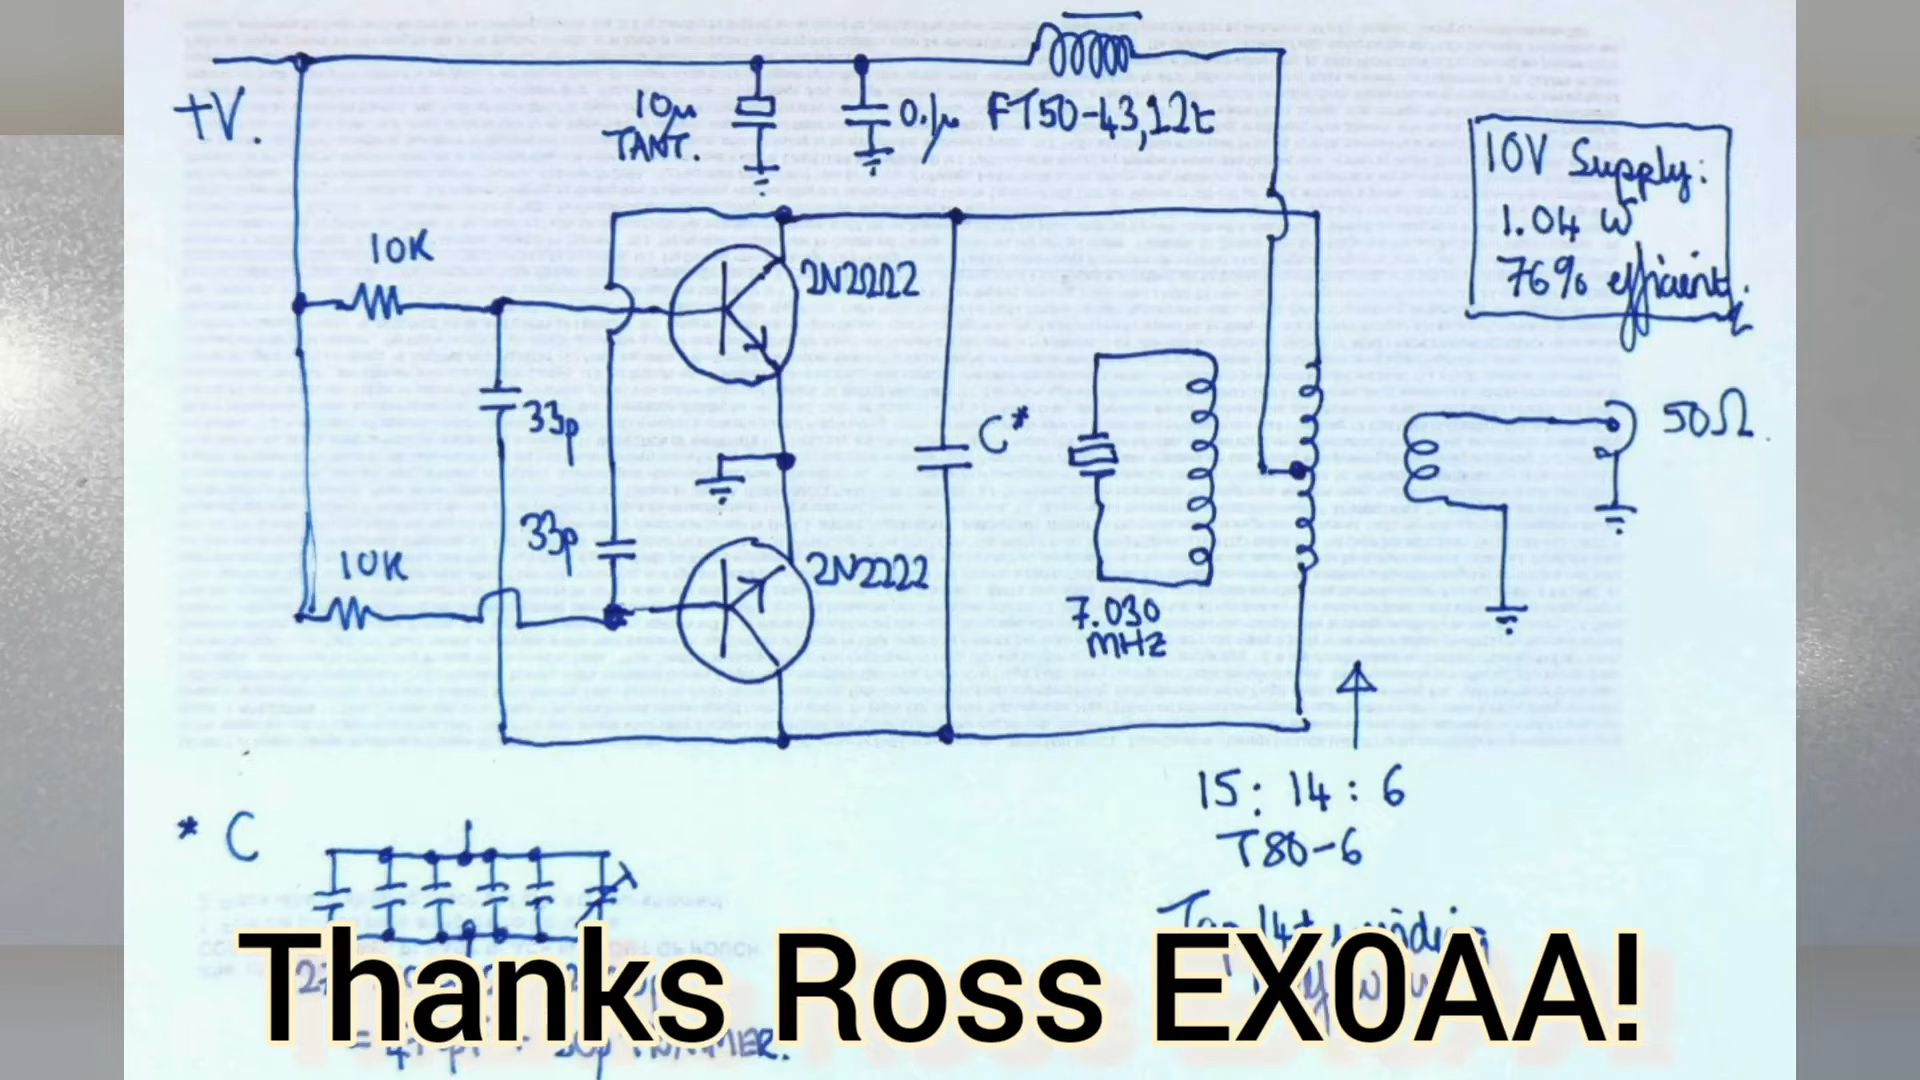 +V.
10μ
TANT.
0.1μ
FT50-43,12t
10V Supply:
1.04 W
76% efficient.
10K
2N2222
33p
C*
50Ω
33p
10K
2N2222
7.030
MHz
15:14:6
T80-6
* C
Thanks Ross EX0AA!